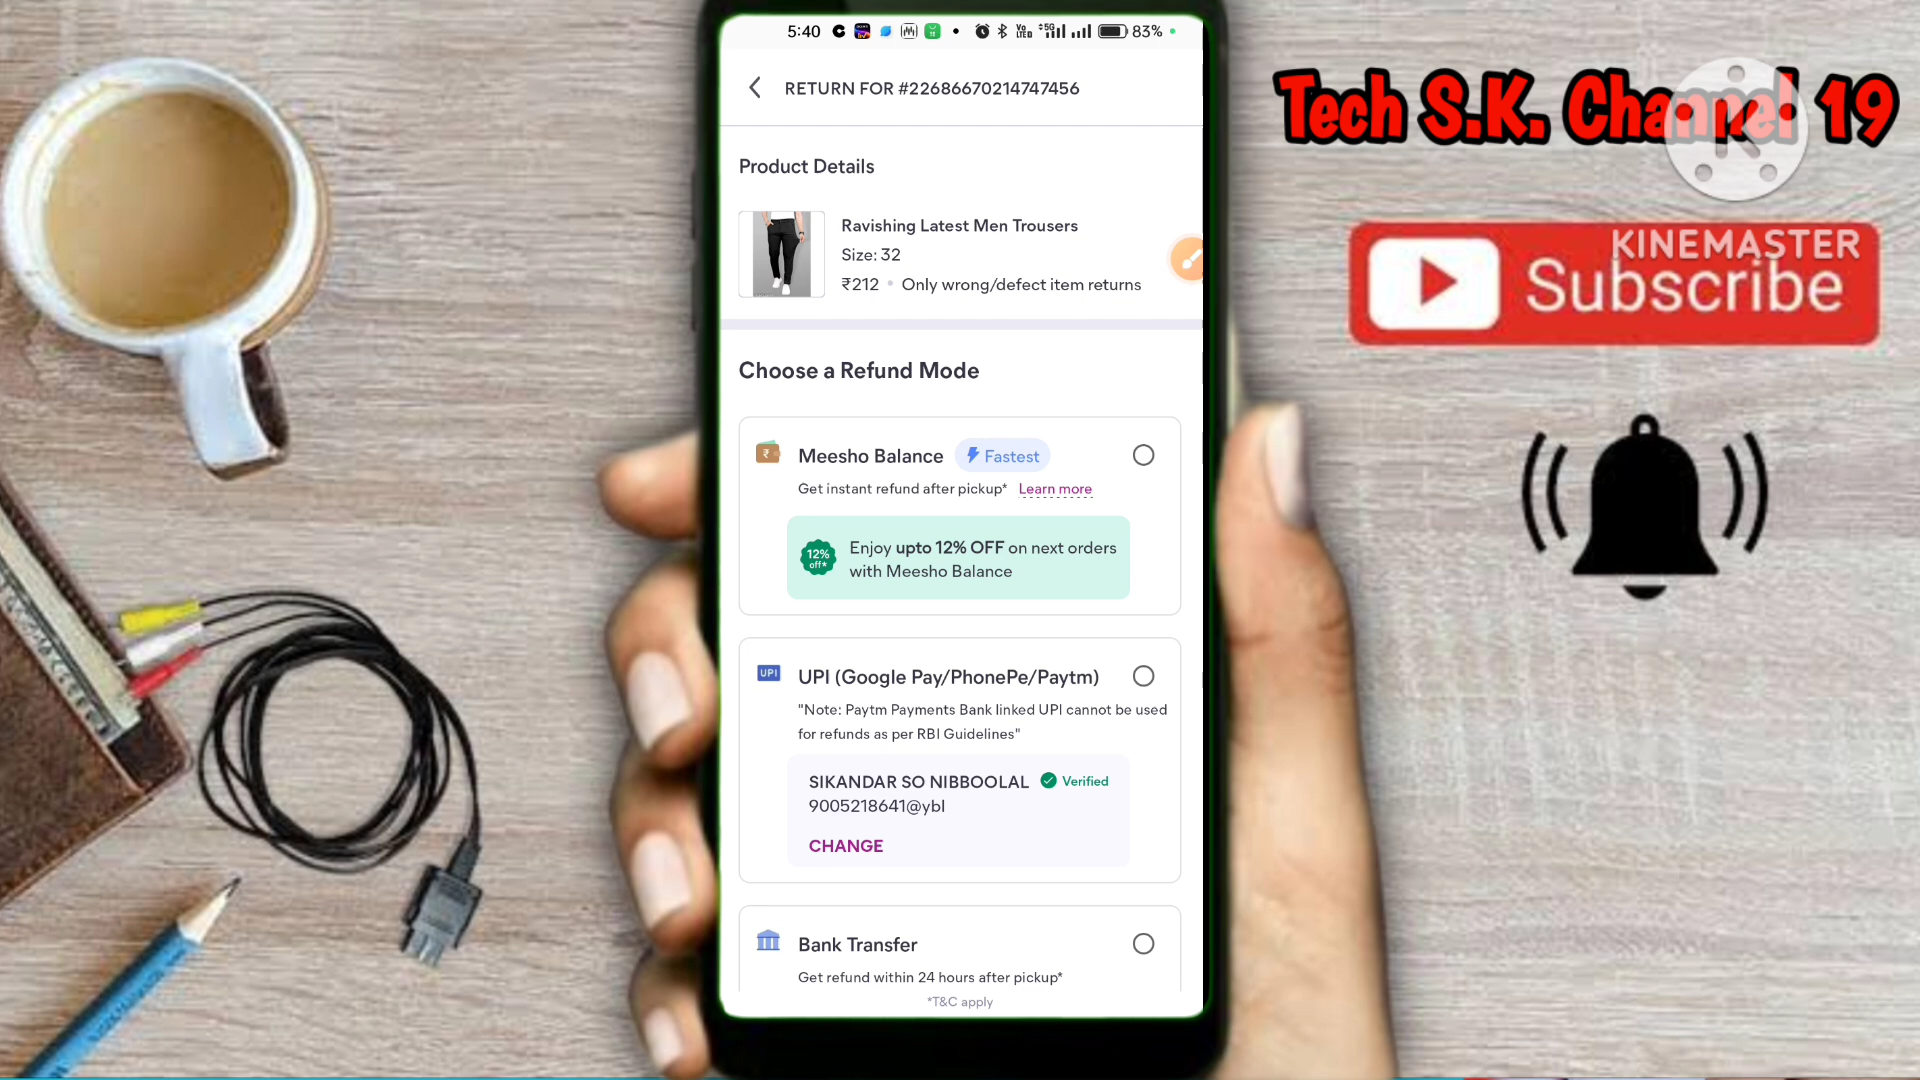 5:40
83%
RETURN FOR #22686670214747456
Product Details
Ravishing Latest Men Trousers
Size: 32
₹212 • Only wrong/defect item returns
Choose a Refund Mode
Meesho Balance Fastest
Get instant refund after pickup* Learn more
12% off*
Enjoy upto 12% OFF on next orders
with Meesho Balance
UPI UPI (Google Pay/PhonePe/Paytm)
"Note: Paytm Payments Bank linked UPI cannot be used
for refunds as per RBI Guidelines"
SIKANDAR SO NIBBOOLAL Verified
9005218641@ybl
CHANGE
Bank Transfer
Get refund within 24 hours after pickup*
*T&C apply
Tech S.K. Channel 19
K
KINEMASTER
Subscribe